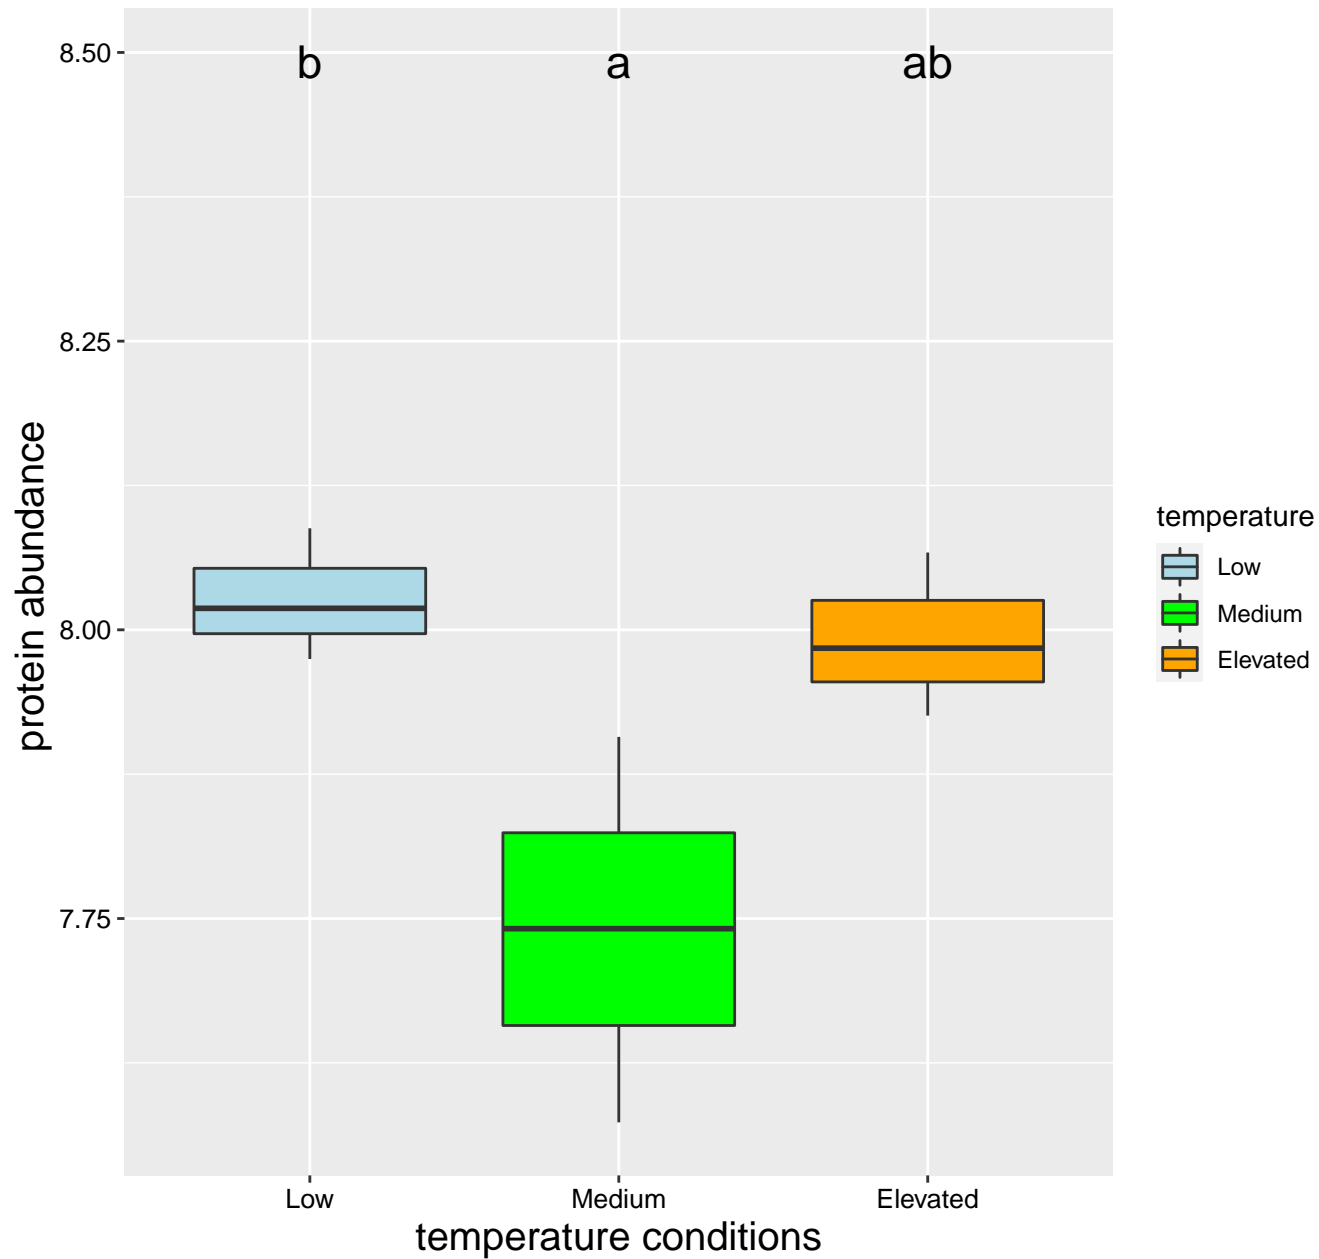 b a ab
8.50
8.25
8.00
7.75
protein abundance
Low Medium Elevated
temperature conditions
temperature
Low
Medium
Elevated